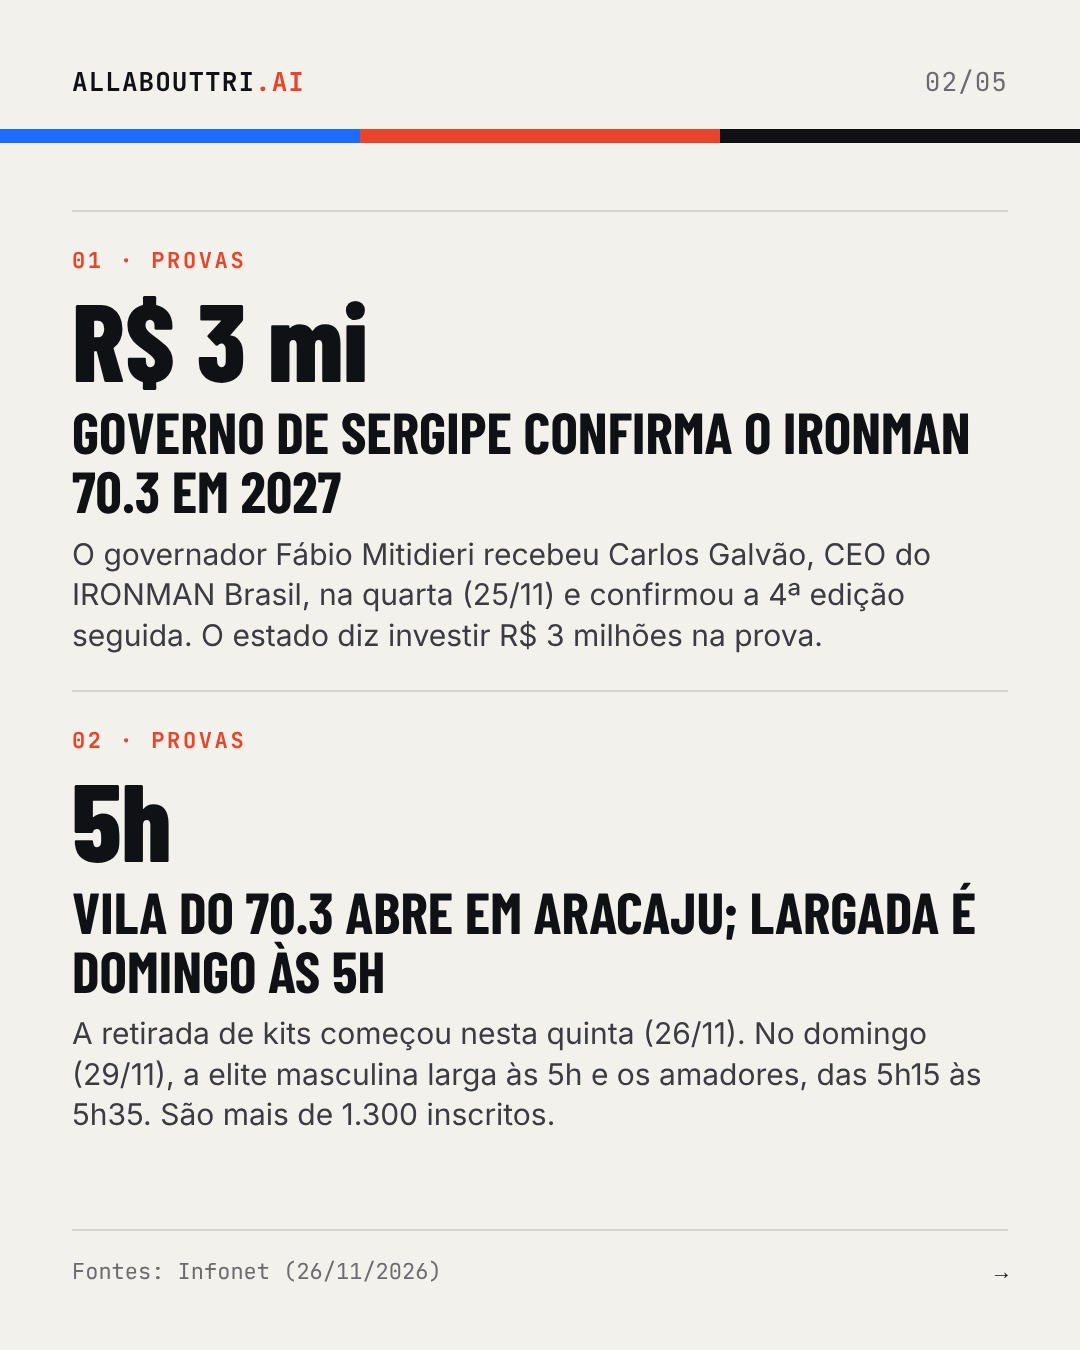 ALLABOUTTRI.AI
02/05
01 · PROVAS
R$ 3 mi
GOVERNO DE SERGIPE CONFIRMA O IRONMAN
70.3 EM 2027
O governador Fábio Mitidieri recebeu Carlos Galvão, CEO do
IRONMAN Brasil, na quarta (25/11) e confirmou a 4ª edição
seguida. O estado diz investir R$ 3 milhões na prova.
02 · PROVAS
5h
VILA DO 70.3 ABRE EM ARACAJU; LARGADA É
DOMINGO ÀS 5H
A retirada de kits começou nesta quinta (26/11). No domingo
(29/11), a elite masculina larga às 5h e os amadores, das 5h15 às
5h35. São mais de 1.300 inscritos.
Fontes: Infonet (26/11/2026)
→